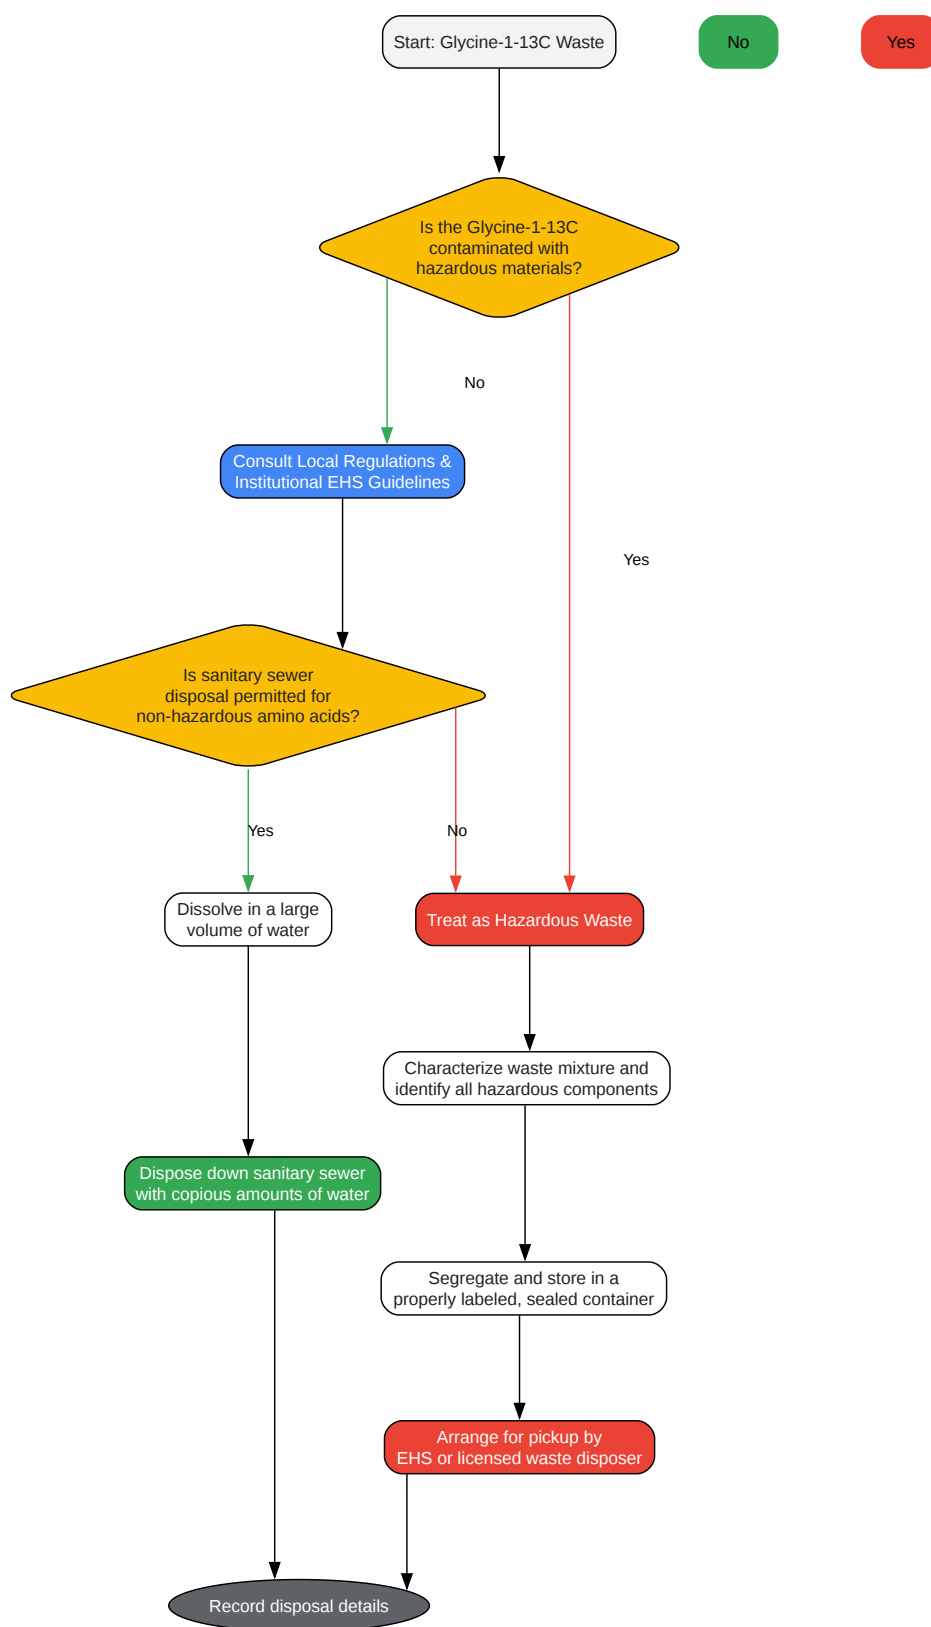 Start: Glycine-1-13C Waste
No
Yes
Is the Glycine-1-13C
contaminated with
hazardous materials?
No
Consult Local Regulations &
Institutional EHS Guidelines
Yes
Is sanitary sewer
disposal permitted for
non-hazardous amino acids?
Yes
No
Dissolve in a large
volume of water
Treat as Hazardous Waste
Characterize waste mixture and
identify all hazardous components
Dispose down sanitary sewer
with copious amounts of water
Segregate and store in a
properly labeled, sealed container
Arrange for pickup by
EHS or licensed waste disposer
Record disposal details